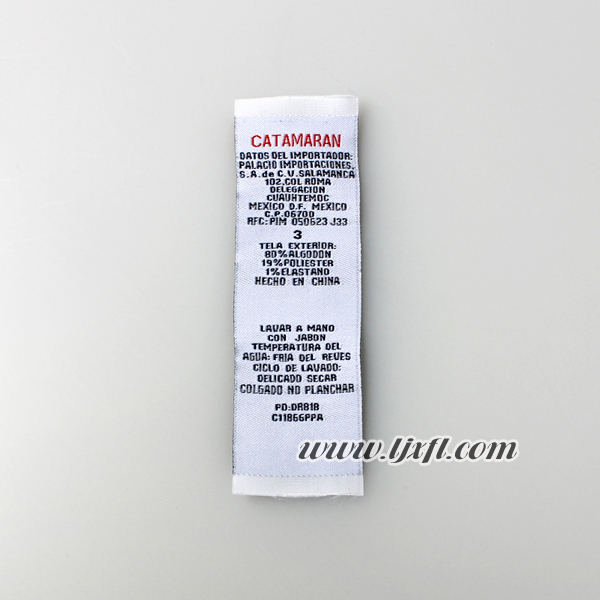 CATAMARAN
DATOS DEL IMPORTADOR:
PALACIO IMPORTACIONES,
S.A. de C.V. SALAMANCA
102, COL ROMA
DELEGACION
CUAUHTEMOC
MEXICO D.F. MEXICO
C.P. 06700
RFC: PIM 050623 J33
3
TELA EXTERIOR:
80%ALGODON
19%POLIESTER
1%ELASTANO
HECHO EN CHINA
LAVAR A MANO
CON JABON
TEMPERATURA DEL
AGUA: FRIA DEL REVES
CICLO DE LAVADO:
DELICADO SECAR
COLGADO NO PLANCHAR
PD:DR818
C11866PPA
www.ljxfl.com